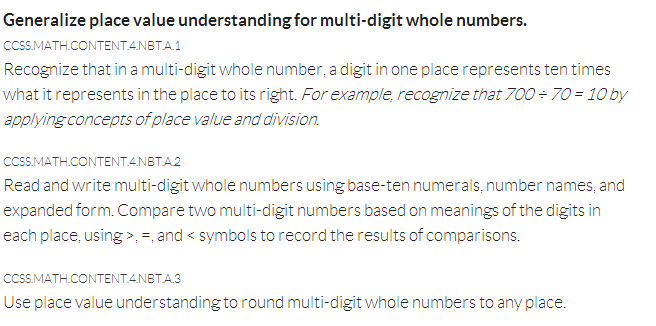 Generalize place value understanding for multi-digit whole numbers.
CCSS.MATH.CONTENT.4.NBT.A.1
Recognize that in a multi-digit whole number, a digit in one place represents ten times
what it represents in the place to its right. For example, recognize that 700 ÷ 70 = 10 by
applying concepts of place value and division.
CCSS.MATH.CONTENT.4.NBT.A.2
Read and write multi-digit whole numbers using base-ten numerals, number names, and
expanded form. Compare two multi-digit numbers based on meanings of the digits in
each place, using >, =, and < symbols to record the results of comparisons.
CCSS.MATH.CONTENT.4.NBT.A.3
Use place value understanding to round multi-digit whole numbers to any place.